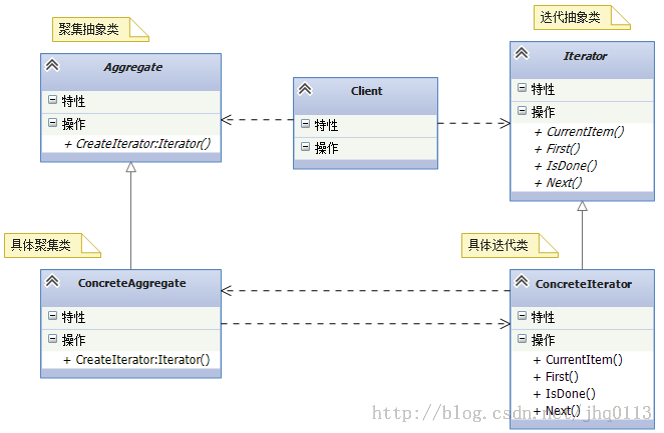 聚集抽象类
迭代抽象类
Aggregate
特性
操作
+ CreateIterator:Iterator()
Client
特性
操作
Iterator
特性
操作
+ CurrentItem()
+ First()
+ IsDone()
+ Next()
具体聚集类
具体迭代类
ConcreteAggregate
特性
操作
+ CreateIterator:Iterator()
ConcreteIterator
特性
操作
+ CurrentItem()
+ First()
+ IsDone()
+ Next()
http://blog.csdn.net/jhq0113